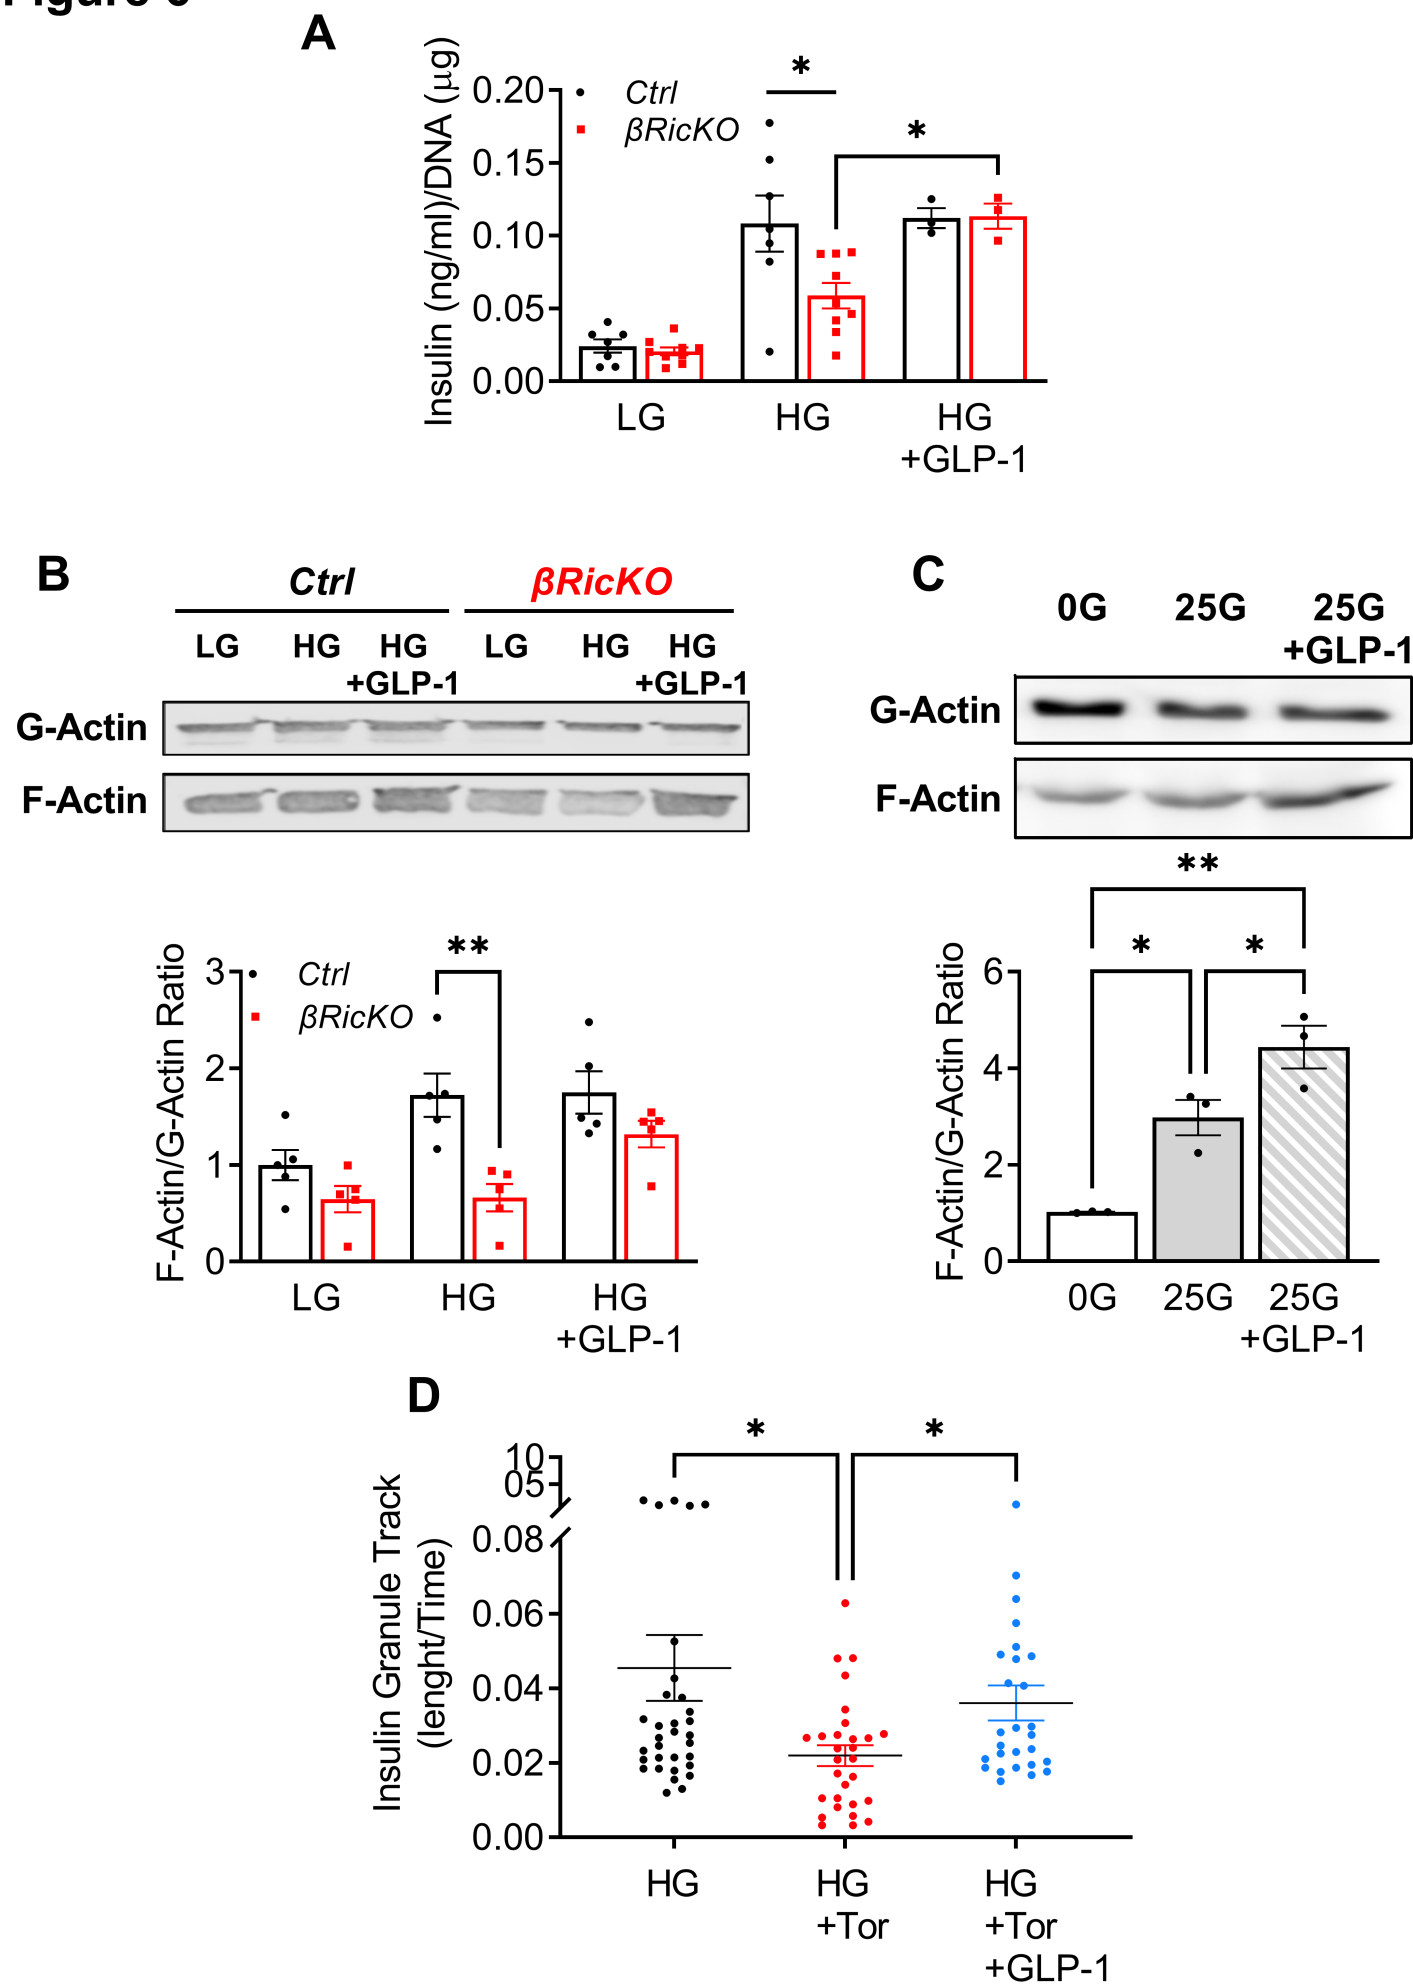 A
Insulin (ng/ml)/DNA (μg)
0.20
0.15
0.10
0.05
0.00
Ctrl
βRicKO
*
*
LG
HG
HG
+GLP-1
B
Ctrl
βRicKO
LG
HG
HG
+GLP-1
LG
HG
HG
+GLP-1
G-Actin
F-Actin
F-Actin/G-Actin Ratio
3
2
1
0
Ctrl
βRicKO
**
LG
HG
HG
+GLP-1
C
0G
25G
25G
+GLP-1
G-Actin
F-Actin
**
*
*
F-Actin/G-Actin Ratio
6
4
2
0
0G
25G
25G
+GLP-1
D
Insulin Granule Track
(lenght/Time)
10
05
0.08
0.06
0.04
0.02
0.00
*
*
HG
HG
+Tor
HG
+Tor
+GLP-1